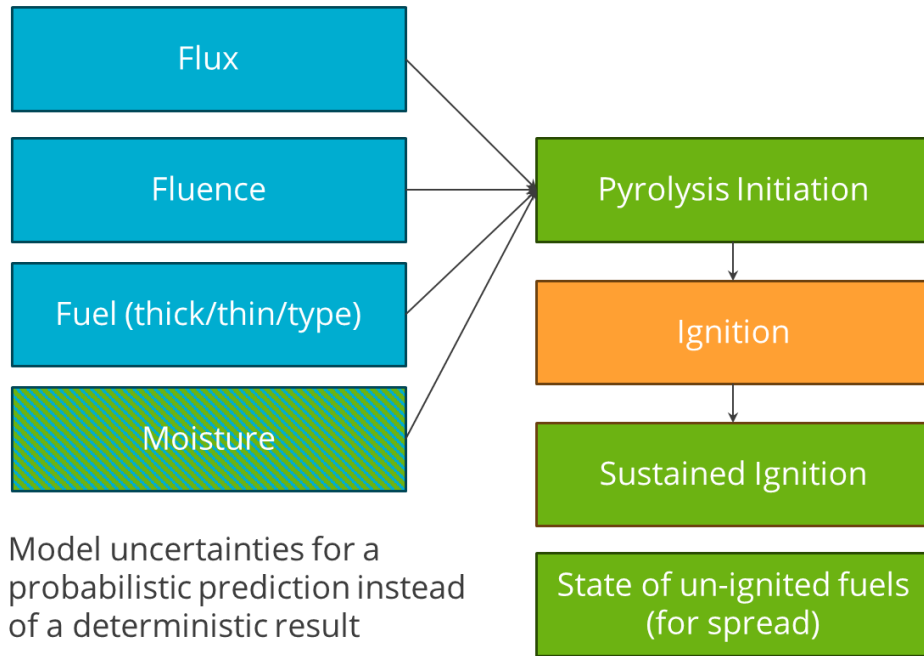 Flux
Fluence
Fuel (thick/thin/type)
Moisture
Model uncertainties for a
probabilistic prediction instead
of a deterministic result
Pyrolysis Initiation
Ignition
Sustained Ignition
State of un-ignited fuels
(for spread)